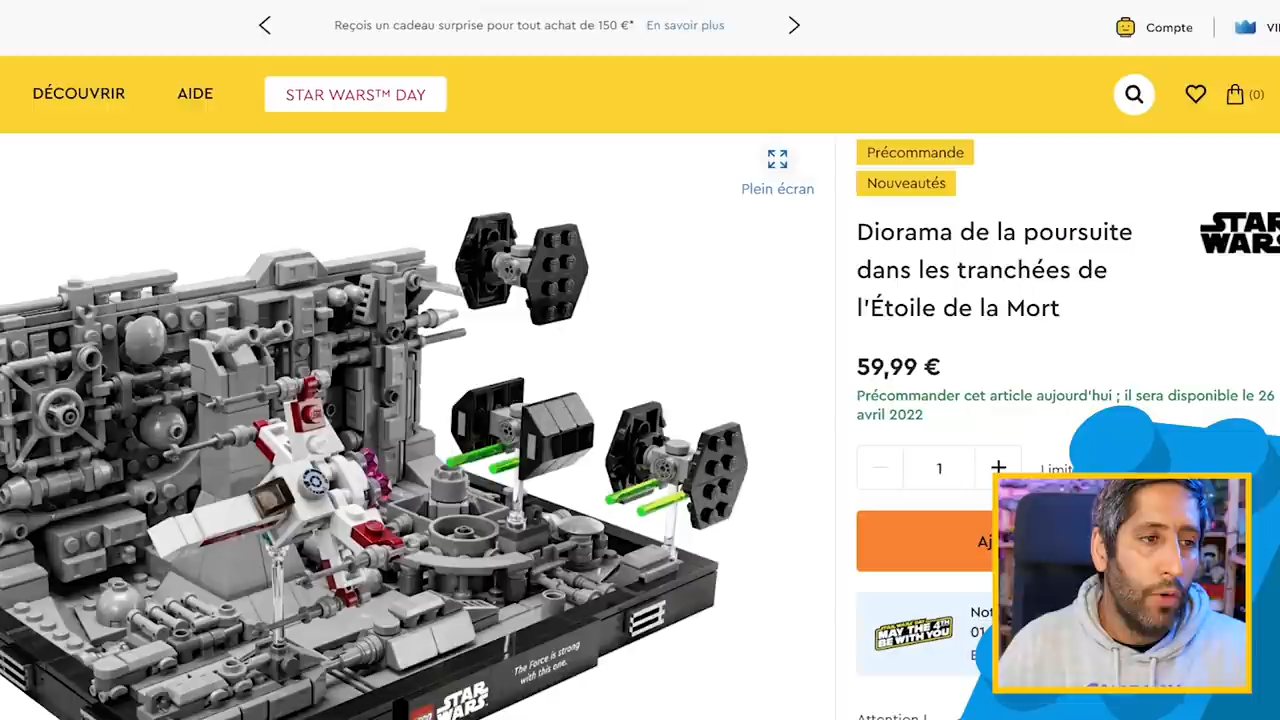 Reçois un cadeau surprise pour tout achat de 150 €* En savoir plus
Compte
DÉCOUVRIR
AIDE
STAR WARS™ DAY
(0)
Plein écran
Précommande
Nouveautés
Diorama de la poursuite
dans les tranchées de
l'Étoile de la Mort
STAR
WARS
59,99 €
Précommander cet article aujourd'hui ; il sera disponible le 26
avril 2022
1
MAY THE 4TH
BE WITH YOU
01
Attention !
The Force is strong
with this one.
STAR
WARS